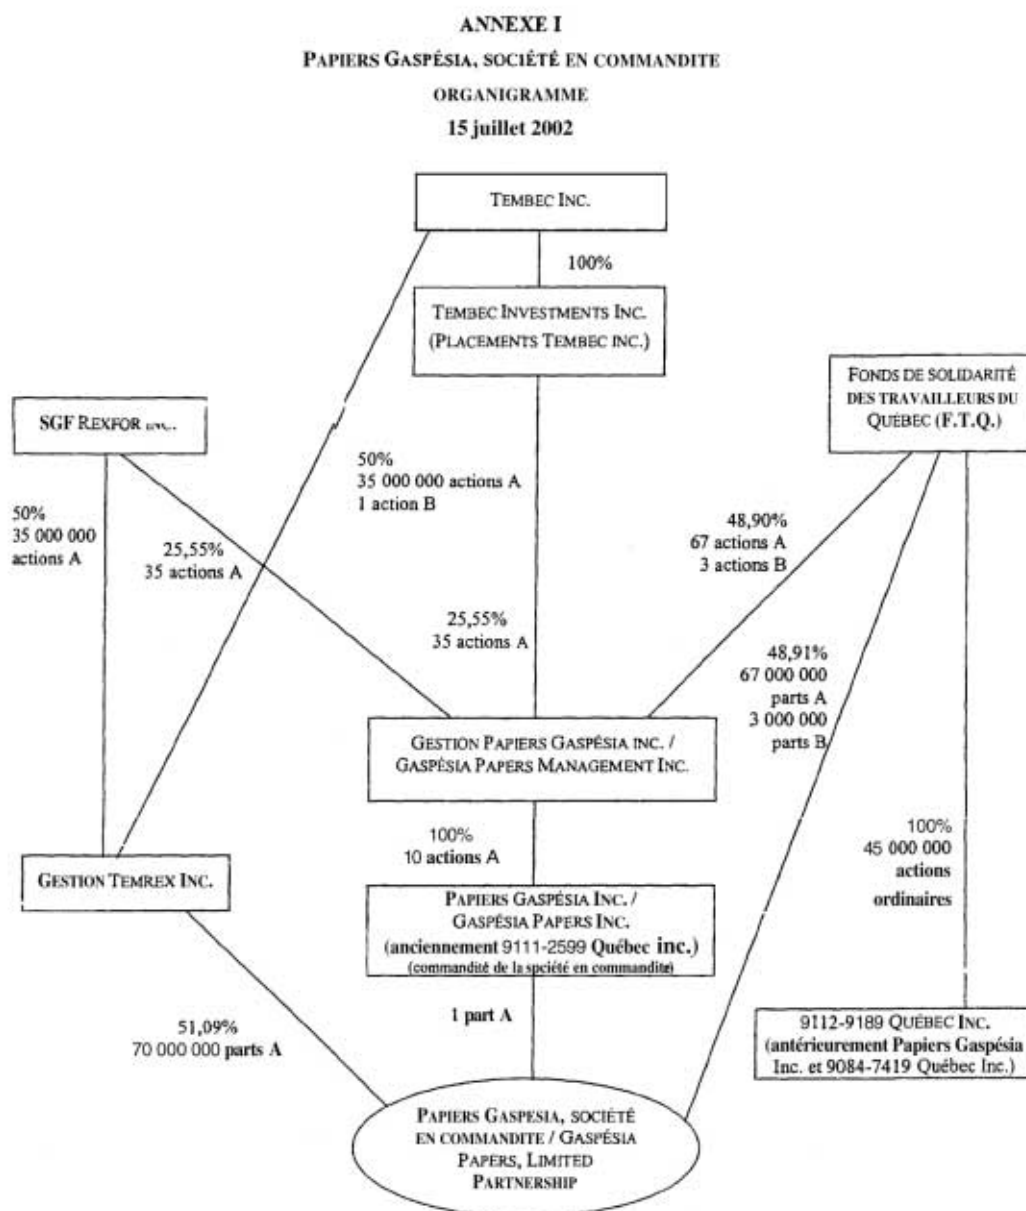 ANNEXE I
PAPIERS GASPÉSIA, SOCIÉTÉ EN COMMANDITE
ORGANIGRAMME
15 juillet 2002
TEMBEC INC.
100%
TEMBEC INVESTMENTS INC.
(PLACEMENTS TEMBEC INC.)
FONDS DE SOLIDARITÉ
DES TRAVAILLEURS DU
QUÉBEC (F.T.Q.)
SGF REXFOR INC.
50%
35 000 000 actions A
1 action B
50%
35 000 000
actions A
25,55%
35 actions A
48,90%
67 actions A
3 actions B
25,55%
35 actions A
48,91%
67 000 000
parts A
3 000 000
parts B
GESTION PAPIERS GASPÉSIA INC. /
GASPÉSIA PAPERS MANAGEMENT INC.
100%
10 actions A
100%
45 000 000
actions
ordinaires
GESTION TEMREX INC.
PAPIERS GASPÉSIA INC. /
GASPÉSIA PAPERS INC.
(anciennement 9111-2599 Québec inc.)
(commandité de la société en commandite)
1 part A
51,09%
70 000 000 parts A
9112-9189 QUÉBEC INC.
(antérieurement Papiers Gaspésia
Inc. et 9084-7419 Québec Inc.)
PAPIERS GASPESIA, SOCIÉTÉ
EN COMMANDITE / GASPÉSIA
PAPERS, LIMITED
PARTNERSHIP